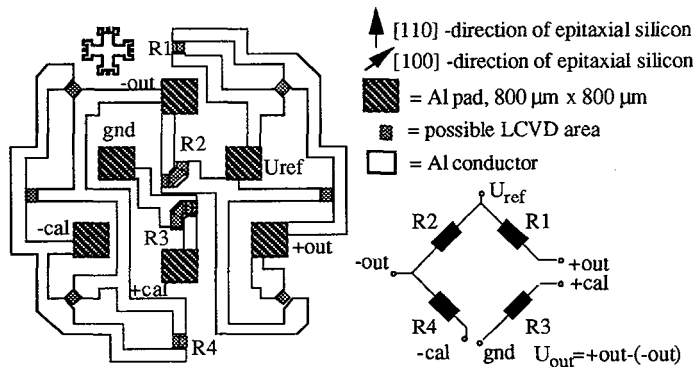 R1
-out
gnd
R2
Uref
-cal
R3
+out
+cal
R4
[110] -direction of epitaxial silicon
[100] -direction of epitaxial silicon
= Al pad, 800 µm x 800 µm
= possible LCVD area
= Al conductor
Uref
R2
R1
-out
+out
+cal
R4
R3
-cal
gnd
Uout=+out-(-out)